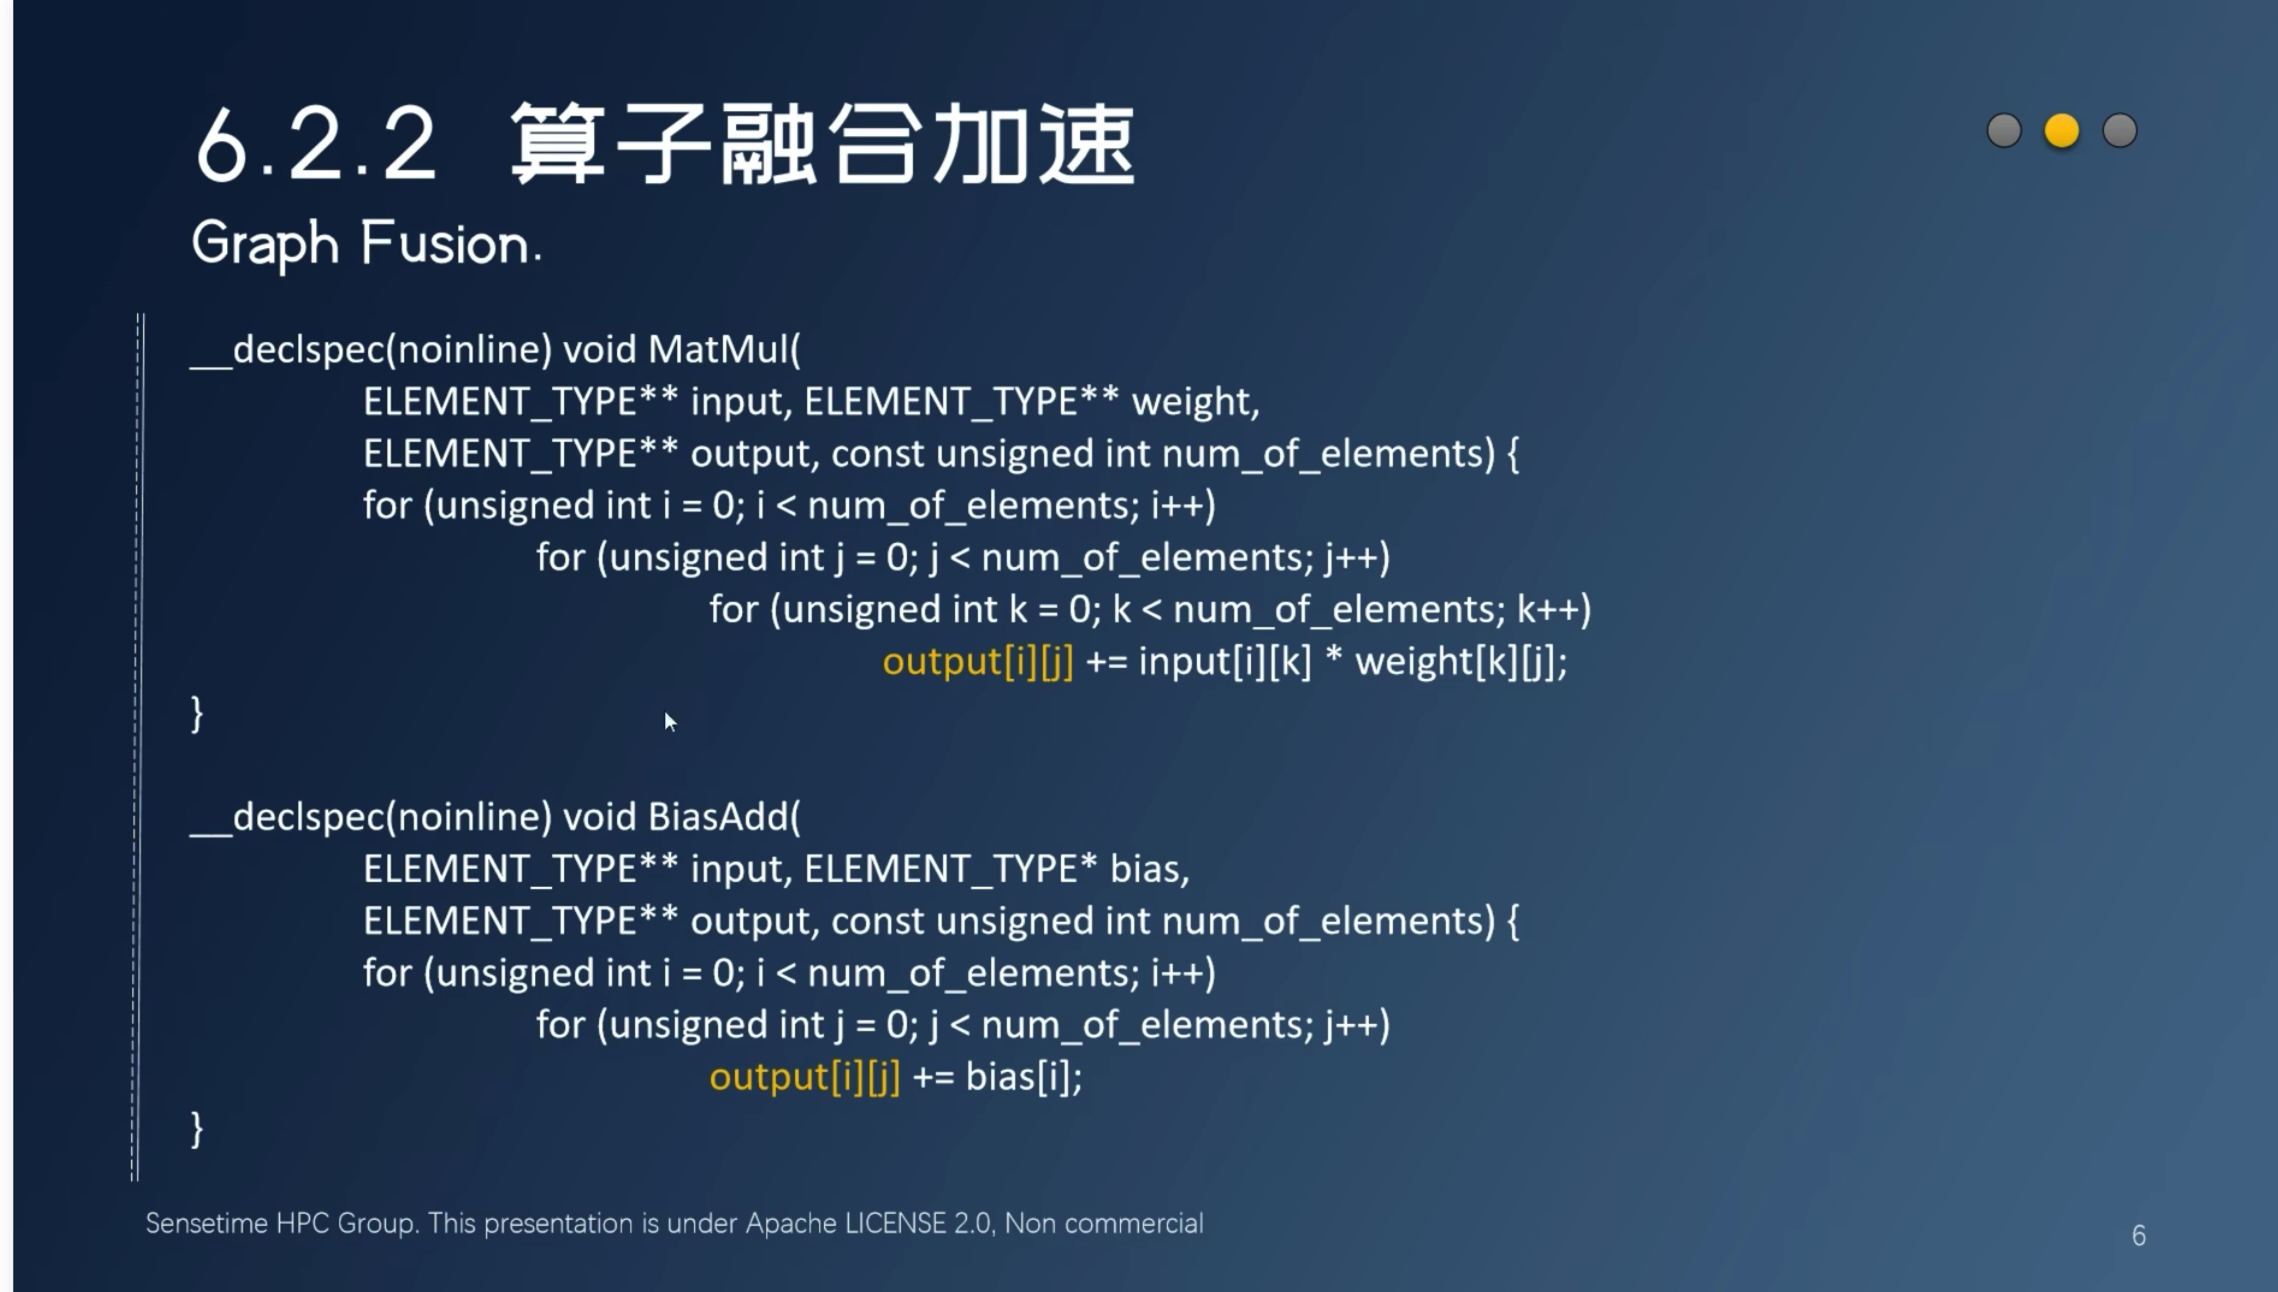 6.2.2 算子融合加速
Graph Fusion.
__declspec(noinline) void MatMul(
ELEMENT_TYPE** input, ELEMENT_TYPE** weight,
ELEMENT_TYPE** output, const unsigned int num_of_elements) {
for (unsigned int i = 0; i < num_of_elements; i++)
for (unsigned int j = 0; j < num_of_elements; j++)
for (unsigned int k = 0; k < num_of_elements; k++)
output[i][j] += input[i][k] * weight[k][j];
}
__declspec(noinline) void BiasAdd(
ELEMENT_TYPE** input, ELEMENT_TYPE* bias,
ELEMENT_TYPE** output, const unsigned int num_of_elements) {
for (unsigned int i = 0; i < num_of_elements; i++)
for (unsigned int j = 0; j < num_of_elements; j++)
output[i][j] += bias[i];
}
Sensetime HPC Group. This presentation is under Apache LICENSE 2.0, Non commercial
6